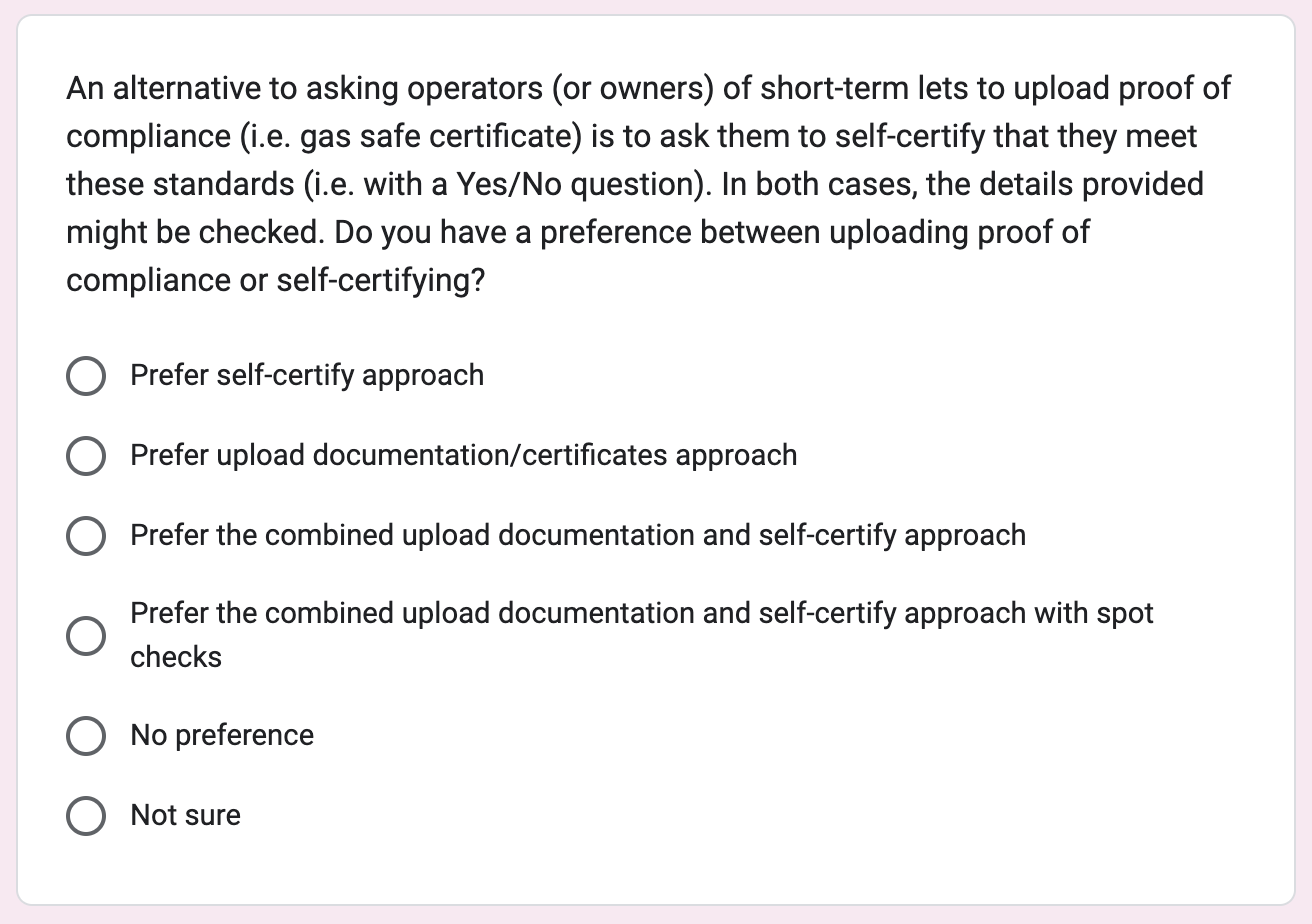 An alternative to asking operators (or owners) of short-term lets to upload proof of
compliance (i.e. gas safe certificate) is to ask them to self-certify that they meet
these standards (i.e. with a Yes/No question). In both cases, the details provided
might be checked. Do you have a preference between uploading proof of
compliance or self-certifying?
Prefer self-certify approach
Prefer upload documentation/certificates approach
Prefer the combined upload documentation and self-certify approach
Prefer the combined upload documentation and self-certify approach with spot
checks
No preference
Not sure